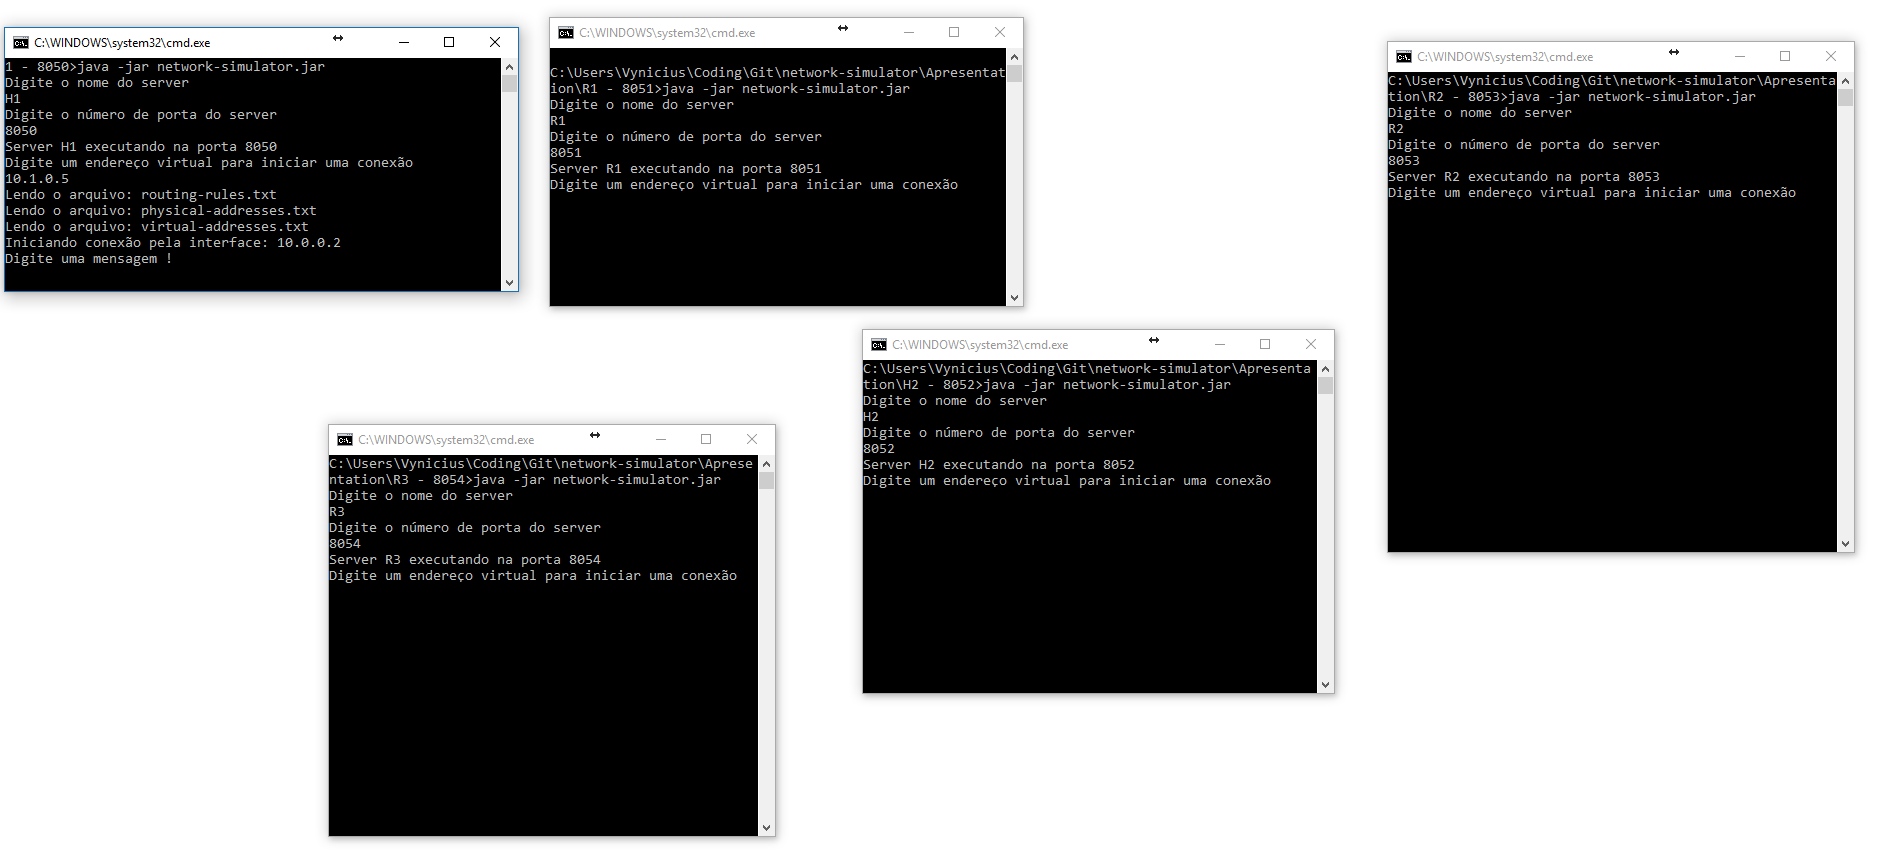 C:\WINDOWS\system32\cmd.exe
1 - 8050>java -jar network-simulator.jar
Digite o nome do server
H1
Digite o número de porta do server
8050
Server H1 executando na porta 8050
Digite um endereço virtual para iniciar uma conexão
10.1.0.5
Lendo o arquivo: routing-rules.txt
Lendo o arquivo: physical-addresses.txt
Lendo o arquivo: virtual-addresses.txt
Iniciando conexão pela interface: 10.0.0.2
Digite uma mensagem !
C:\WINDOWS\system32\cmd.exe
C:\Users\Vynicius\Coding\Git\network-simulator\Apresentat
ion\R1 - 8051>java -jar network-simulator.jar
Digite o nome do server
R1
Digite o número de porta do server
8051
Server R1 executando na porta 8051
Digite um endereço virtual para iniciar uma conexão
C:\WINDOWS\system32\cmd.exe
C:\Users\Vynicius\Coding\Git\network-simulator\Apresenta
tion\R2 - 8053>java -jar network-simulator.jar
Digite o nome do server
R2
Digite o número de porta do server
8053
Server R2 executando na porta 8053
Digite um endereço virtual para iniciar uma conexão
C:\WINDOWS\system32\cmd.exe
C:\Users\Vynicius\Coding\Git\network-simulator\Apresenta
tion\H2 - 8052>java -jar network-simulator.jar
Digite o nome do server
H2
Digite o número de porta do server
8052
Server H2 executando na porta 8052
Digite um endereço virtual para iniciar uma conexão
C:\WINDOWS\system32\cmd.exe
C:\Users\Vynicius\Coding\Git\network-simulator\Aprese
ntation\R3 - 8054>java -jar network-simulator.jar
Digite o nome do server
R3
Digite o número de porta do server
8054
Server R3 executando na porta 8054
Digite um endereço virtual para iniciar uma conexão